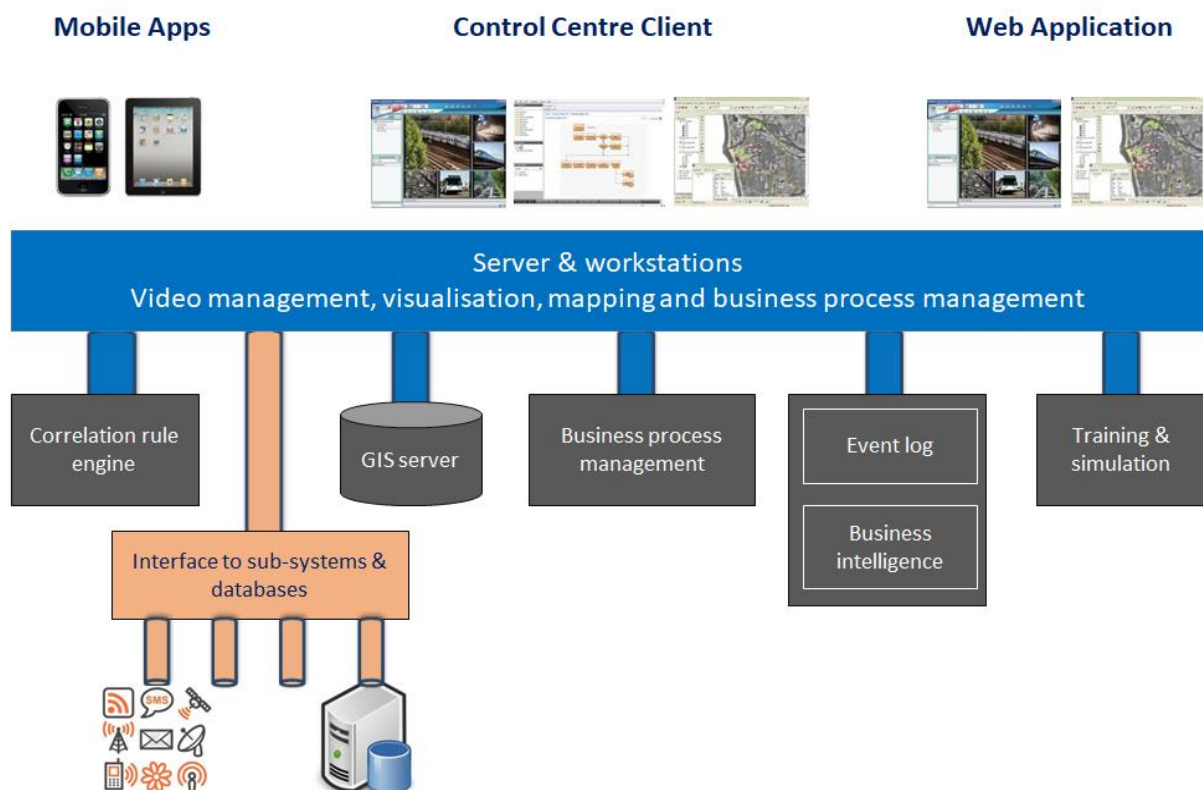 Mobile Apps
Control Centre Client
Web Application
Server & workstations
Video management, visualisation, mapping and business process management
Correlation rule
engine
GIS server
Business process
management
Event log
Business
intelligence
Training &
simulation
Interface to sub-systems &
databases
SMS